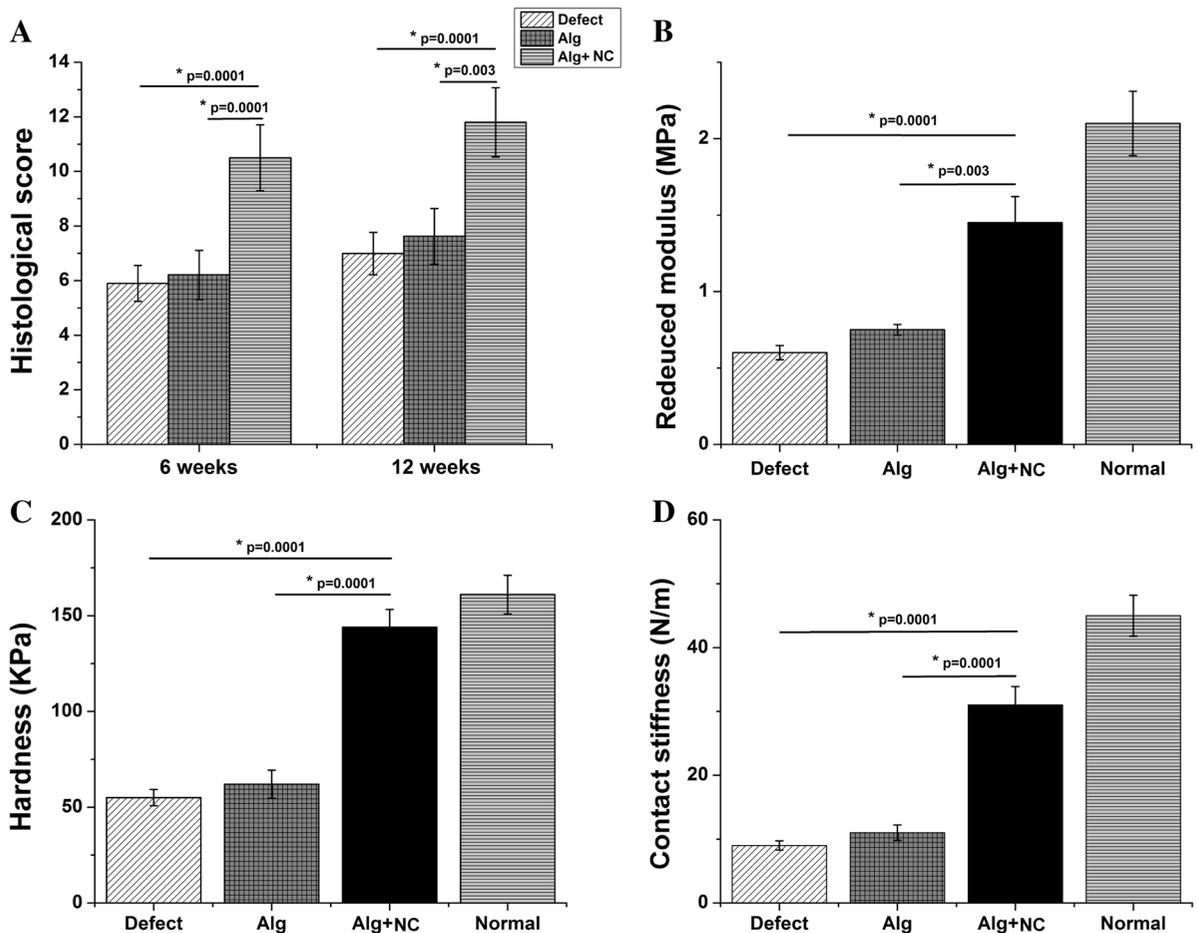 A
Defect
Alg
Alg+ NC
* p=0.0001
* p=0.003
* p=0.0001
* p=0.0001
14
12
10
8
6
4
2
0
Histological score
6 weeks
12 weeks
B
* p=0.0001
* p=0.003
2
1
0
Redeuced modulus (MPa)
Defect
Alg
Alg+NC
Normal
C
200
150
100
50
0
Hardness (KPa)
* p=0.0001
* p=0.0001
Defect
Alg
Alg+NC
Normal
D
60
40
20
0
Contact stiffness (N/m)
* p=0.0001
* p=0.0001
Defect
Alg
Alg+NC
Normal